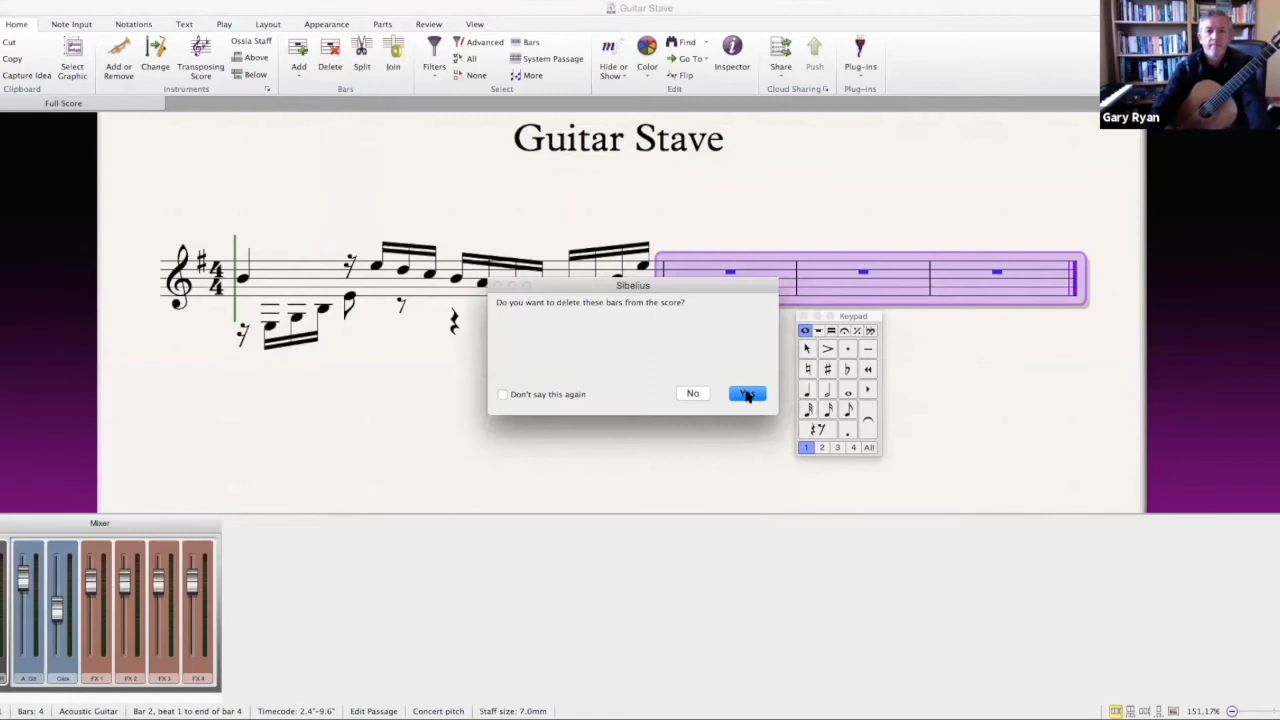 Guitar Stave
Home Note Input Notations Text Play Layout Appearance Parts Review View
Cut
Copy
Capture Idea
Clipboard
Select Graphic
Add or Remove
Change
Transposing Score
Ossia Staff
Above
Below
Instruments
Add
Delete
Split
Join
Bars
Filters
Advanced
All
None
Bars
System Passage
More
Select
Hide or Show
Color
Find
Go To
Flip
Inspector
Edit
Share
Push
Cloud Sharing
Plug-ins
Plug-ins
Gary Ryan
Full Score
Guitar Stave
4
4
Sibelius
Do you want to delete these bars from the score?
Don't say this again
No
Keypad
1 2 3 4 All
Mixer
A. Gtr Click FX 1 FX 2 FX 3 FX 4
Bars: 4 Acoustic Guitar Bar 2, beat 1 to end of bar 4 Timecode: 2.4"-9.6" Edit Passage Concert pitch Staff size: 7.0mm 151.17%